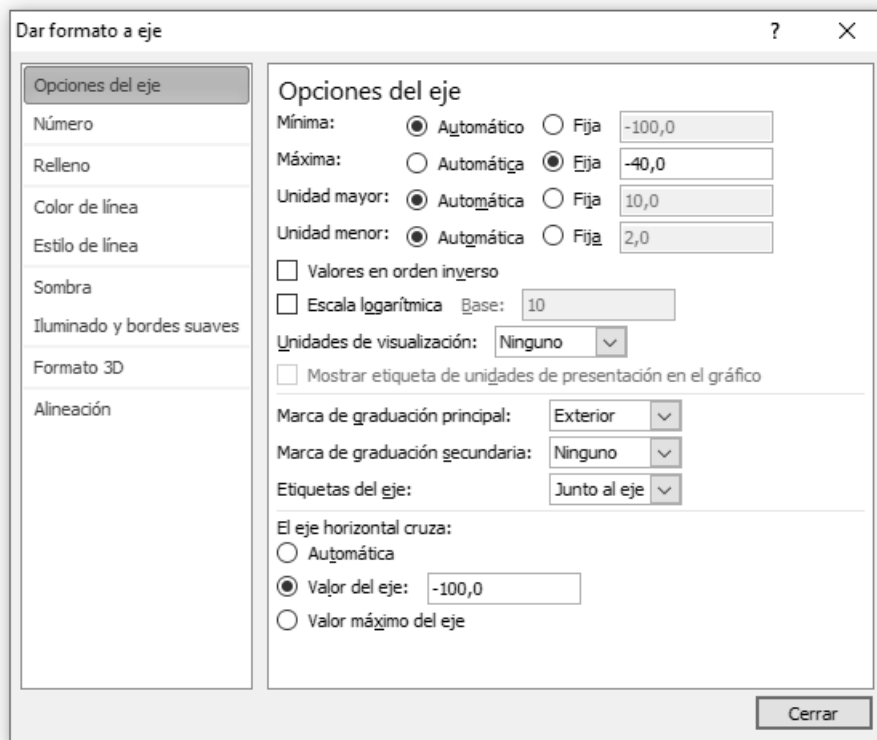 Dar formato a eje ?
Opciones del eje
Número
Relleno
Color de línea
Estilo de línea
Sombra
Iluminado y bordes suaves
Formato 3D
Alineación
Opciones del eje
Mínima: Automático Fija -100,0
Máxima: Automática Fija -40,0
Unidad mayor: Automática Fija 10,0
Unidad menor: Automática Fija 2,0
Valores en orden inverso
Escala logarítmica Base: 10
Unidades de visualización: Ninguno
Mostrar etiqueta de unidades de presentación en el gráfico
Marca de graduación principal: Exterior
Marca de graduación secundaria: Ninguno
Etiquetas del eje: Junto al eje
El eje horizontal cruza:
Automática
Valor del eje: -100,0
Valor máximo del eje
Cerrar